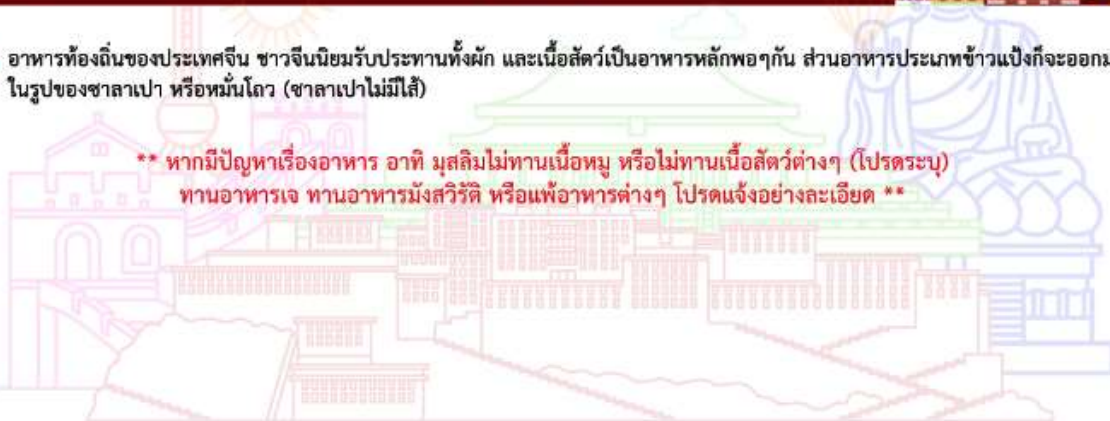 อาหารท้องถิ่นของประเทศจีน ชาวจีนนิยมรับประทานทั้งผัก และเนื้อสัตว์เป็นอาหารหลักพอๆกัน ส่วนอาหารประเภทข้าวแป้งก็จะออกม
ในรูปของซาลาเปา หรือหมั่นโถว (ซาลาเปาไม่มีไส้)
** หากมีปัญหาเรื่องอาหาร อาทิ มุสลิมไม่ทานเนื้อหมู หรือไม่ทานเนื้อสัตว์ต่างๆ (โปรดระบุ)
ทานอาหารเจ ทานอาหารมังสวิรัติ หรือแพ้อาหารต่างๆ โปรดแจ้งอย่างละเอียด **